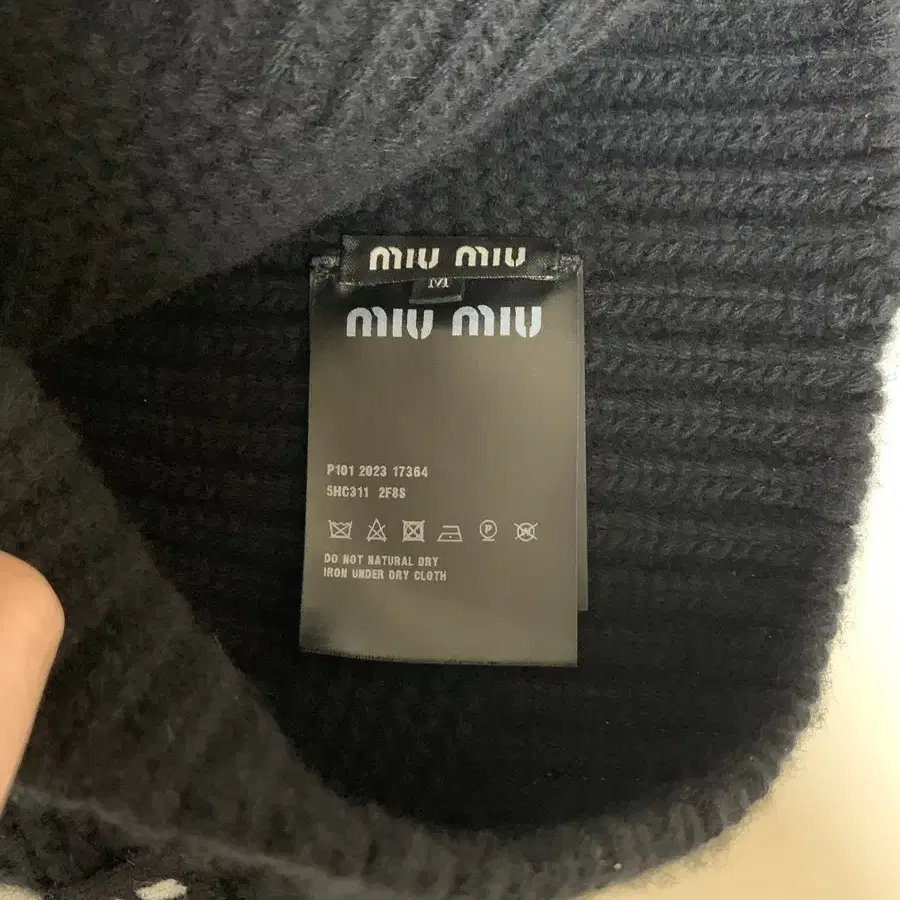 MIU MIU
M
MIU MIU
P101 2023 17364
5HC311 2F8S
P
W
DO NOT NATURAL DRY
IRON UNDER DRY CLOTH